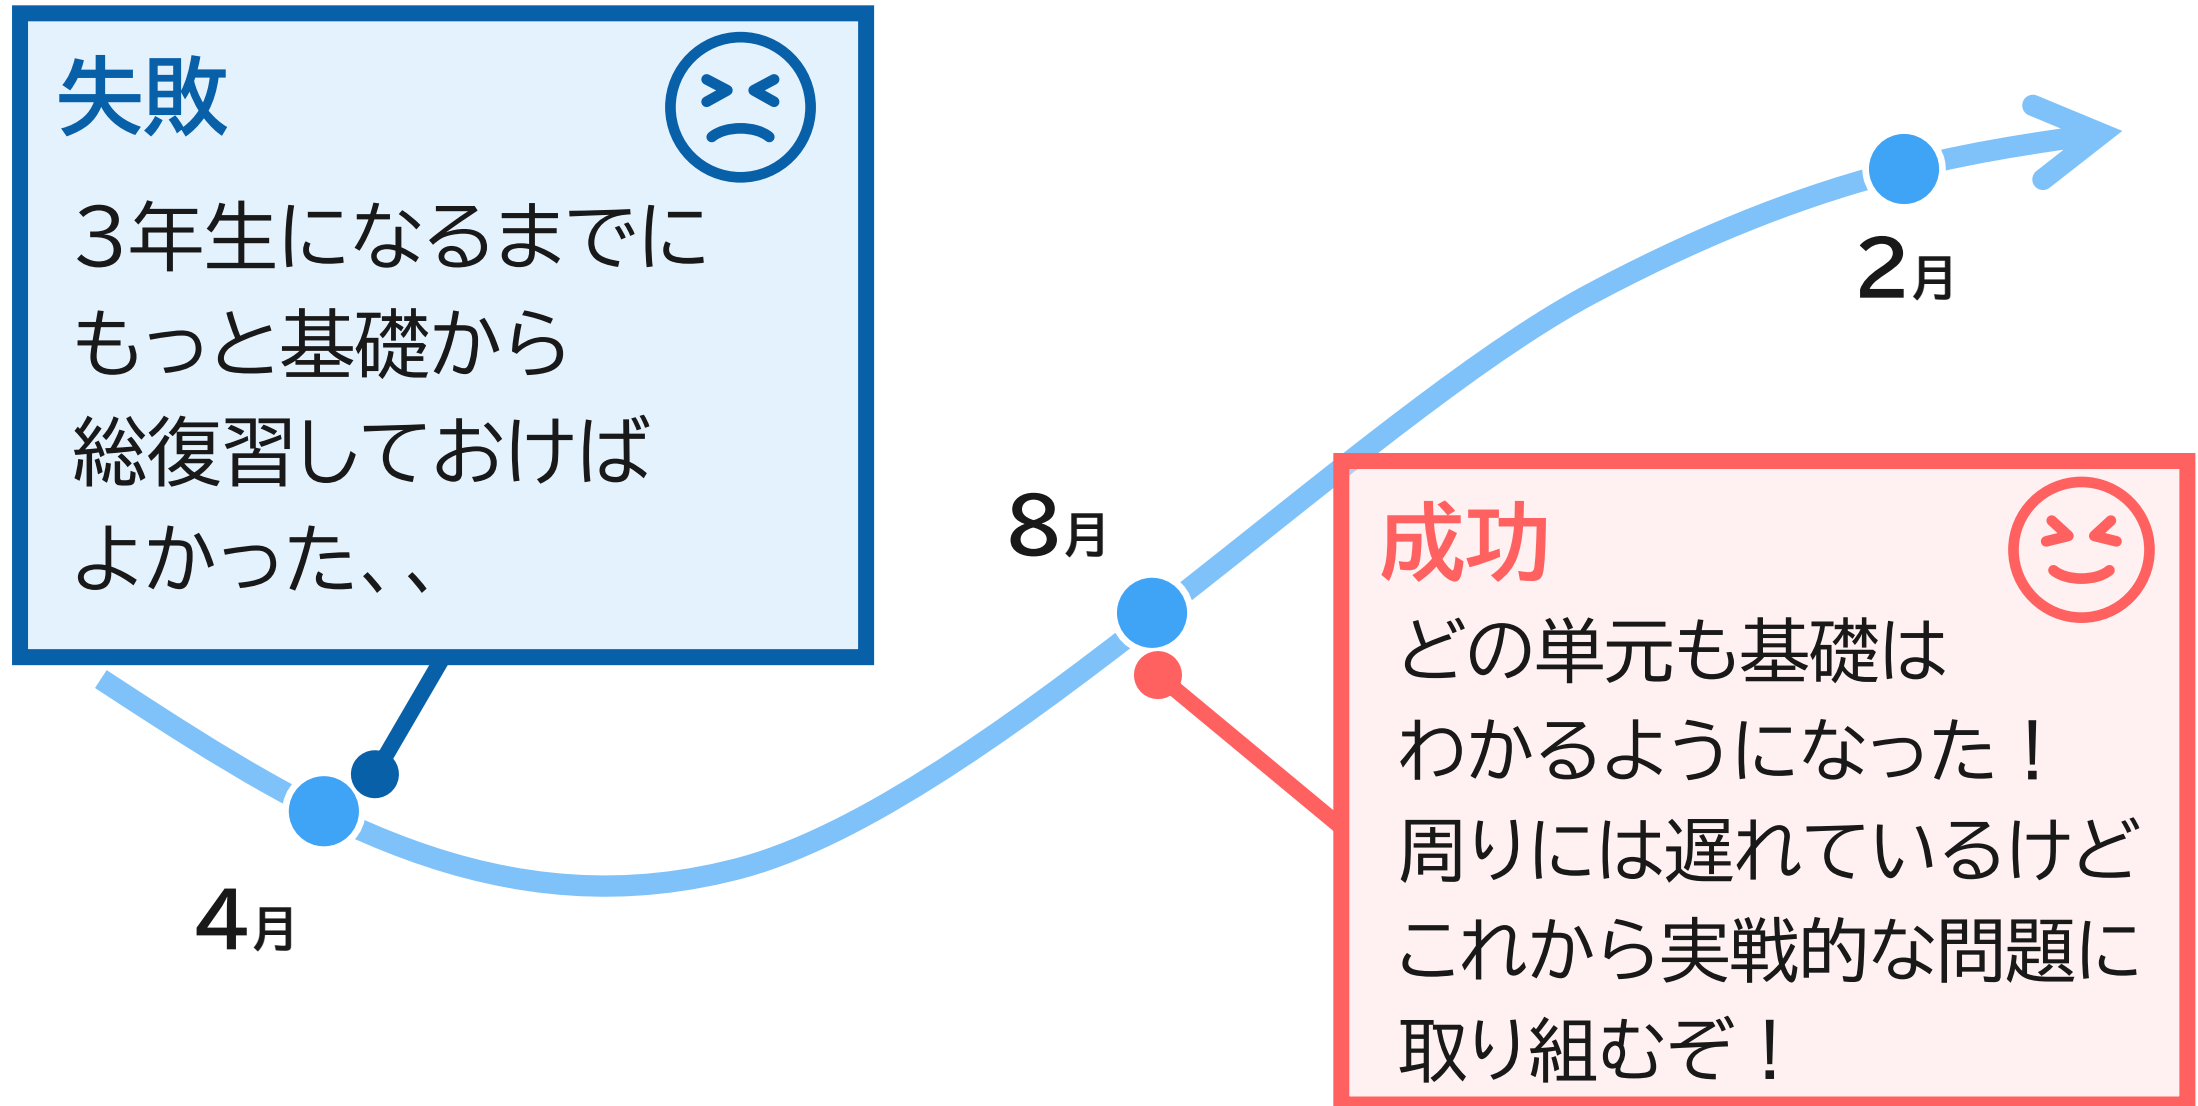 失敗
３年生になるまでに
もっと基礎から
総復習しておけば
よかった、、
2月
8月
成功
どの単元も基礎は
わかるようになった！
周りには遅れているけど
これから実戦的な問題に
取り組むぞ！
4月